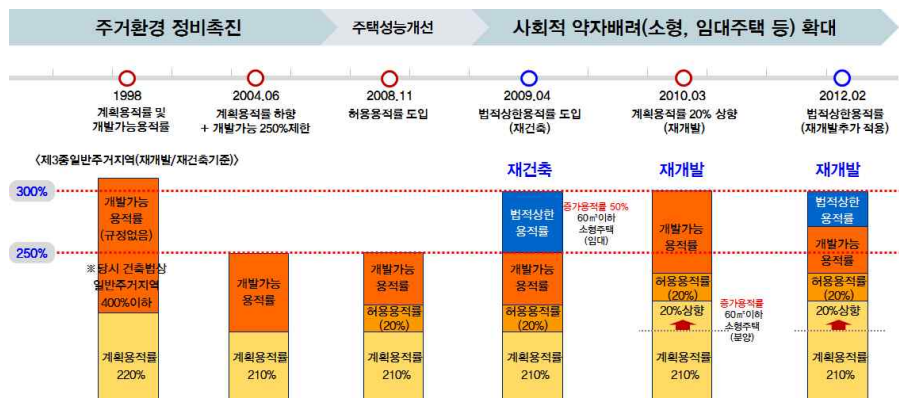 주거환경 정비촉진
주택성능개선
사회적 약자배려(소형, 임대주택 등) 확대
1998
계획용적률 및
개발가능용적률
2004.06
계획용적률 하향
+ 개발가능 250%제한
2008.11
허용용적률 도입
2009.04
법적상한용적률 도입
(재건축)
2010.03
계획용적률 20% 상향
(재개발)
2012.02
법적상한용적률
(재개발추가 적용)
〈제3종일반주거지역(재개발/재건축기준)〉
재건축
재개발
재개발
300%
250%
개발가능
용적률
(규정없음)
※당시 건축법상
일반주거지역
400%이하
계획용적률
220%
개발가능
용적률
계획용적률
210%
개발가능
용적률
허용용적률
(20%)
계획용적률
210%
법적상한
용적률
개발가능
용적률
허용용적률
(20%)
계획용적률
210%
증가용적률 50%
60㎡이하
소형주택
(임대)
개발가능
용적률
허용용적률
(20%)
20%상향
계획용적률
210%
증가용적률
60㎡이하
소형주택
(분양)
법적상한
용적률
개발가능
용적률
허용용적률
(20%)
20%상향
계획용적률
210%